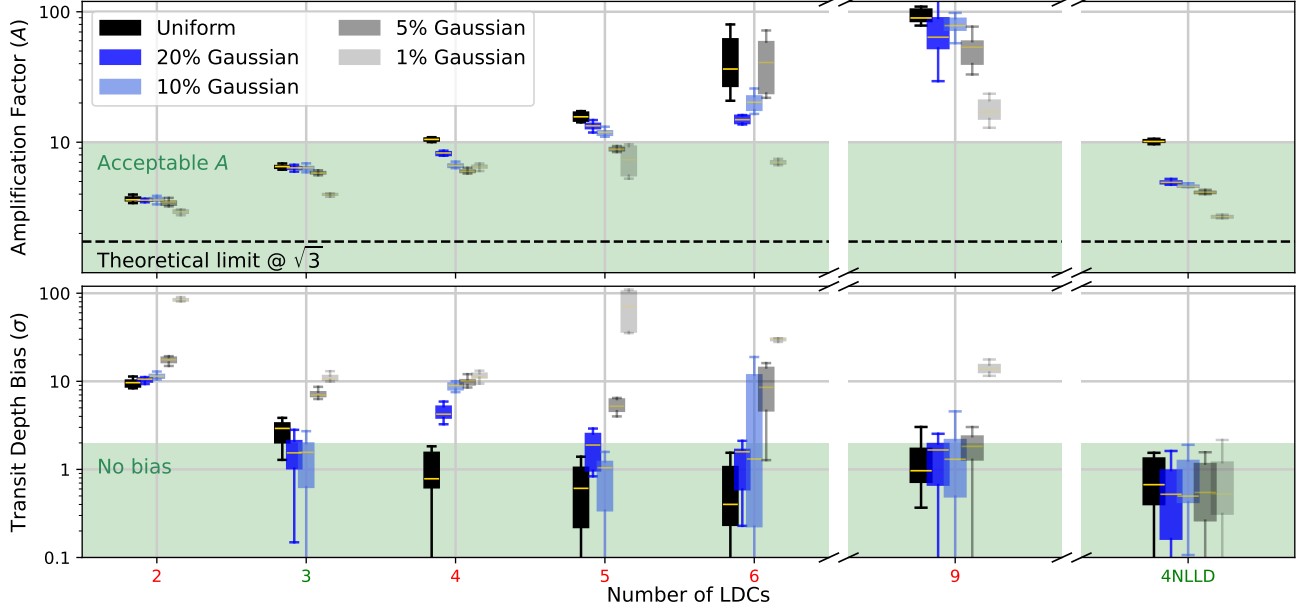 Amplification Factor (A)
100
10
Uniform
20% Gaussian
10% Gaussian
5% Gaussian
1% Gaussian
Acceptable A
Theoretical limit @ √3
Transit Depth Bias (σ)
100
10
1
0.1
No bias
2 3 4 5 6 9 4NLLD
Number of LDCs